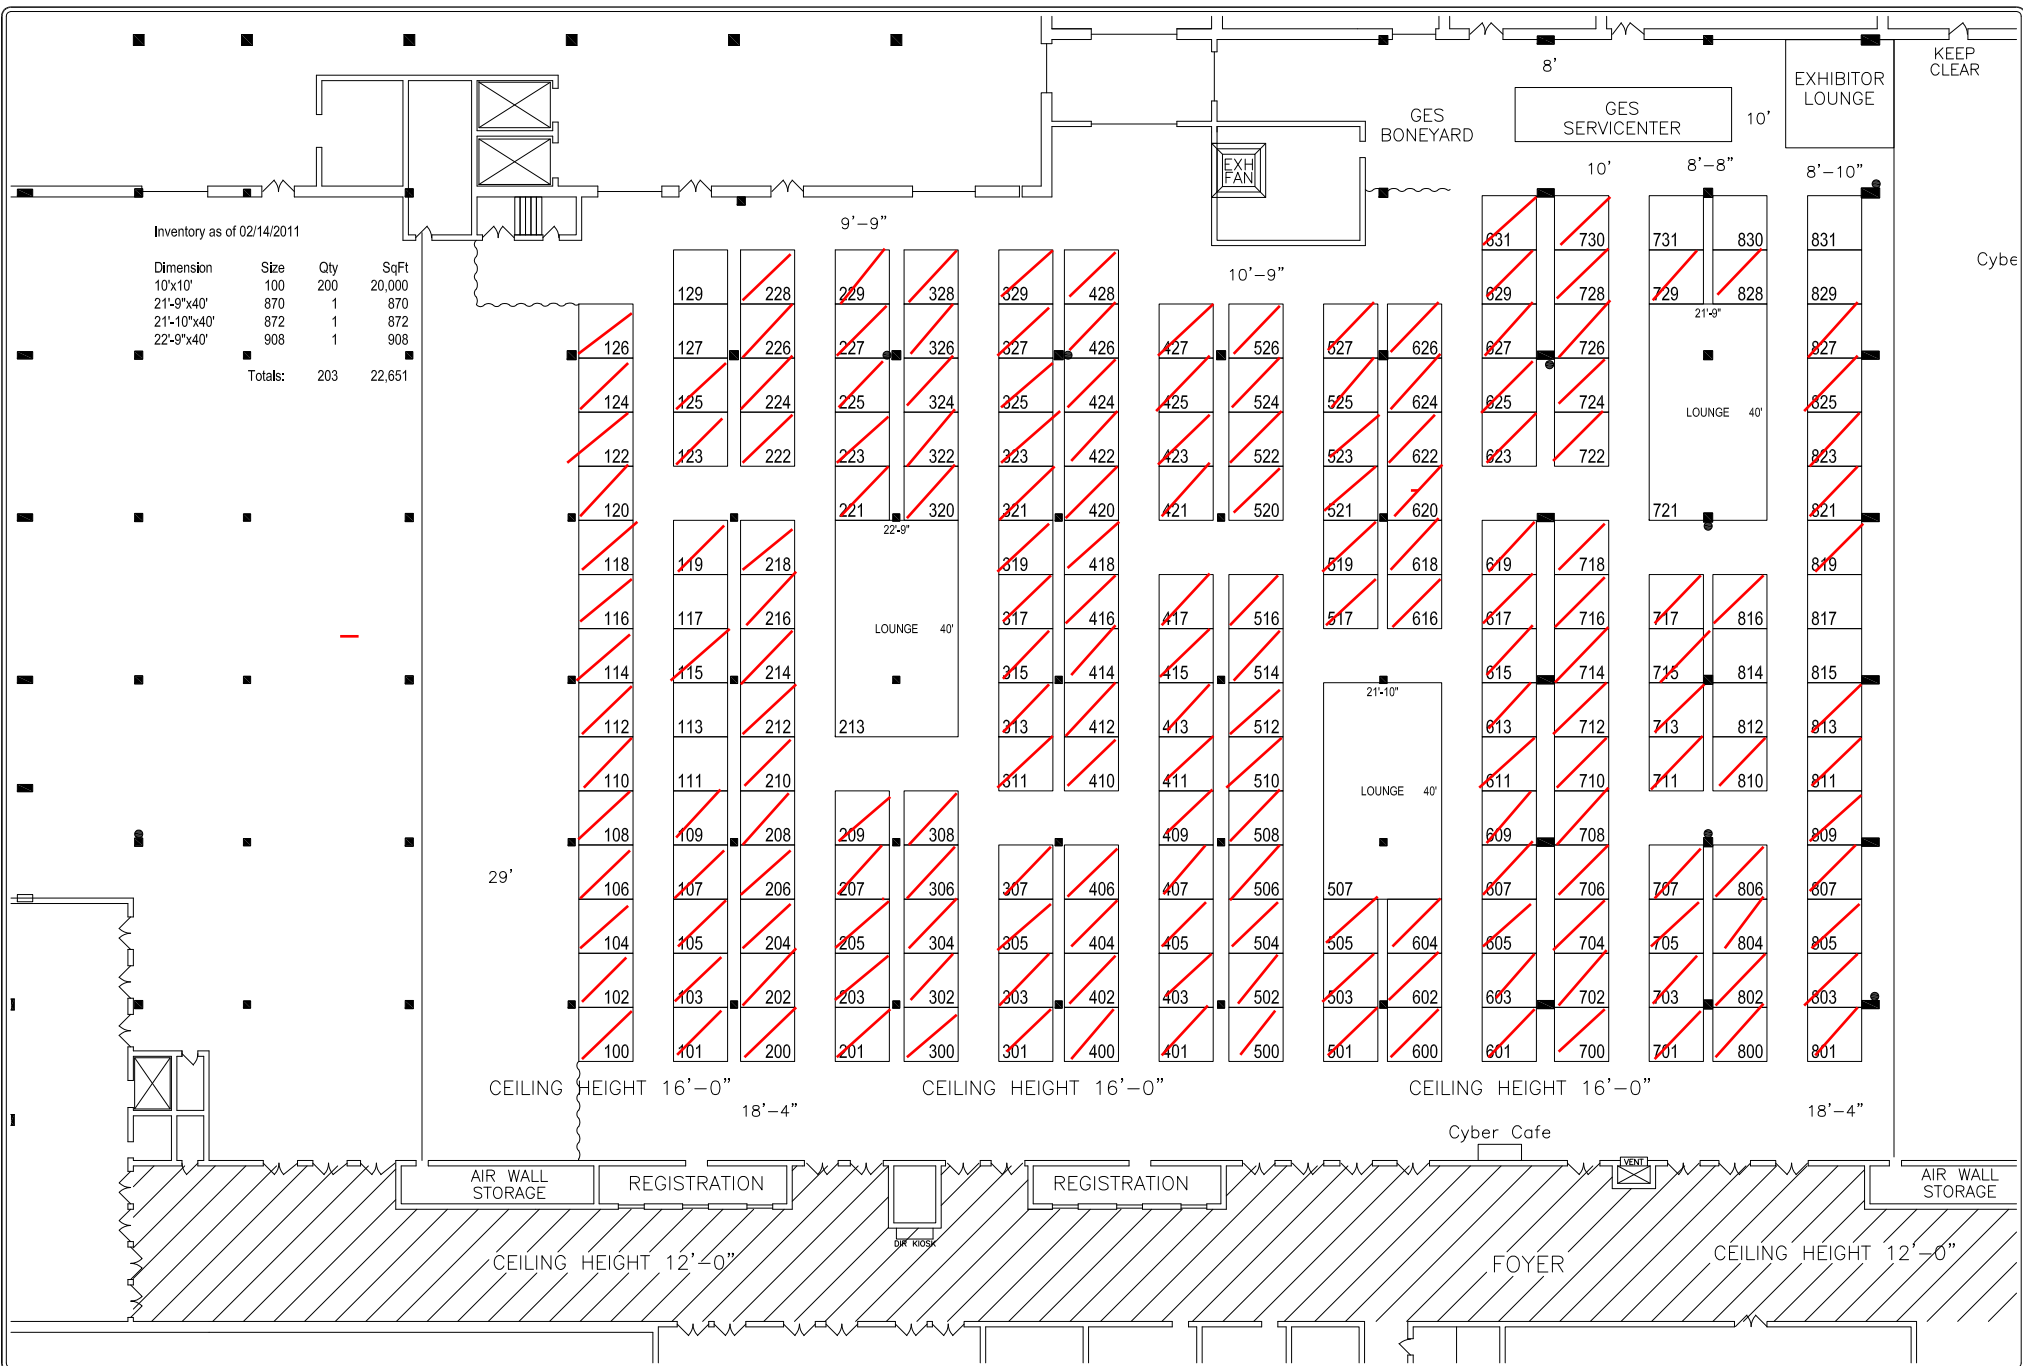 KEEP
CLEAR
8'
EXHIBITOR
LOUNGE
GES
SERVICENTER
10'
GES
BONEYARD
EXH
FAN
10'
8'-8"
8'-10"
9'-9"
10'-9"
Cybe
Inventory as of 02/14/2011
Dimension Size Qty SqFt
10'x10' 100 200 20,000
21'-9"x40' 870 1 870
21'-10"x40' 872 1 872
22'-9"x40' 908 1 908
Totals: 203 22,651
631 730 731 830 831
129 228 229 328 329 428 629 728 729 828 829
21'-9"
126 127 226 227 326 327 426 427 526 527 626 627 726 827
124 125 224 225 324 325 424 425 524 525 624 625 724 LOUNGE 40' 825
122 123 222 223 322 323 422 423 522 523 622 623 722 823
120 221 320 321 420 421 520 521 620 721 821
22'-9"
118 119 218 319 418 519 618 619 718 819
116 117 216 317 416 417 516 517 616 617 716 717 816 817
LOUNGE 40'
114 115 214 315 414 415 514 615 714 715 814 815
21'-10"
112 113 212 213 313 412 413 512 613 712 713 812 813
110 111 210 311 410 411 510 611 710 711 810 811
LOUNGE 40'
108 109 208 209 308 409 508 609 708 809
29'
106 107 206 207 306 307 406 407 506 507 607 706 707 806 807
104 105 204 205 304 305 404 405 504 505 604 605 704 705 804 805
102 103 202 203 302 303 402 403 502 503 602 603 702 703 802 803
100 101 200 201 300 301 400 401 500 501 600 601 700 701 800 801
CEILING HEIGHT 16'-0" CEILING HEIGHT 16'-0" CEILING HEIGHT 16'-0"
18'-4" 18'-4"
Cyber Cafe
VENT
AIR WALL
STORAGE
REGISTRATION
REGISTRATION
AIR WALL
STORAGE
DIR KIOSK
CEILING HEIGHT 12'-0"
FOYER
CEILING HEIGHT 12'-0"